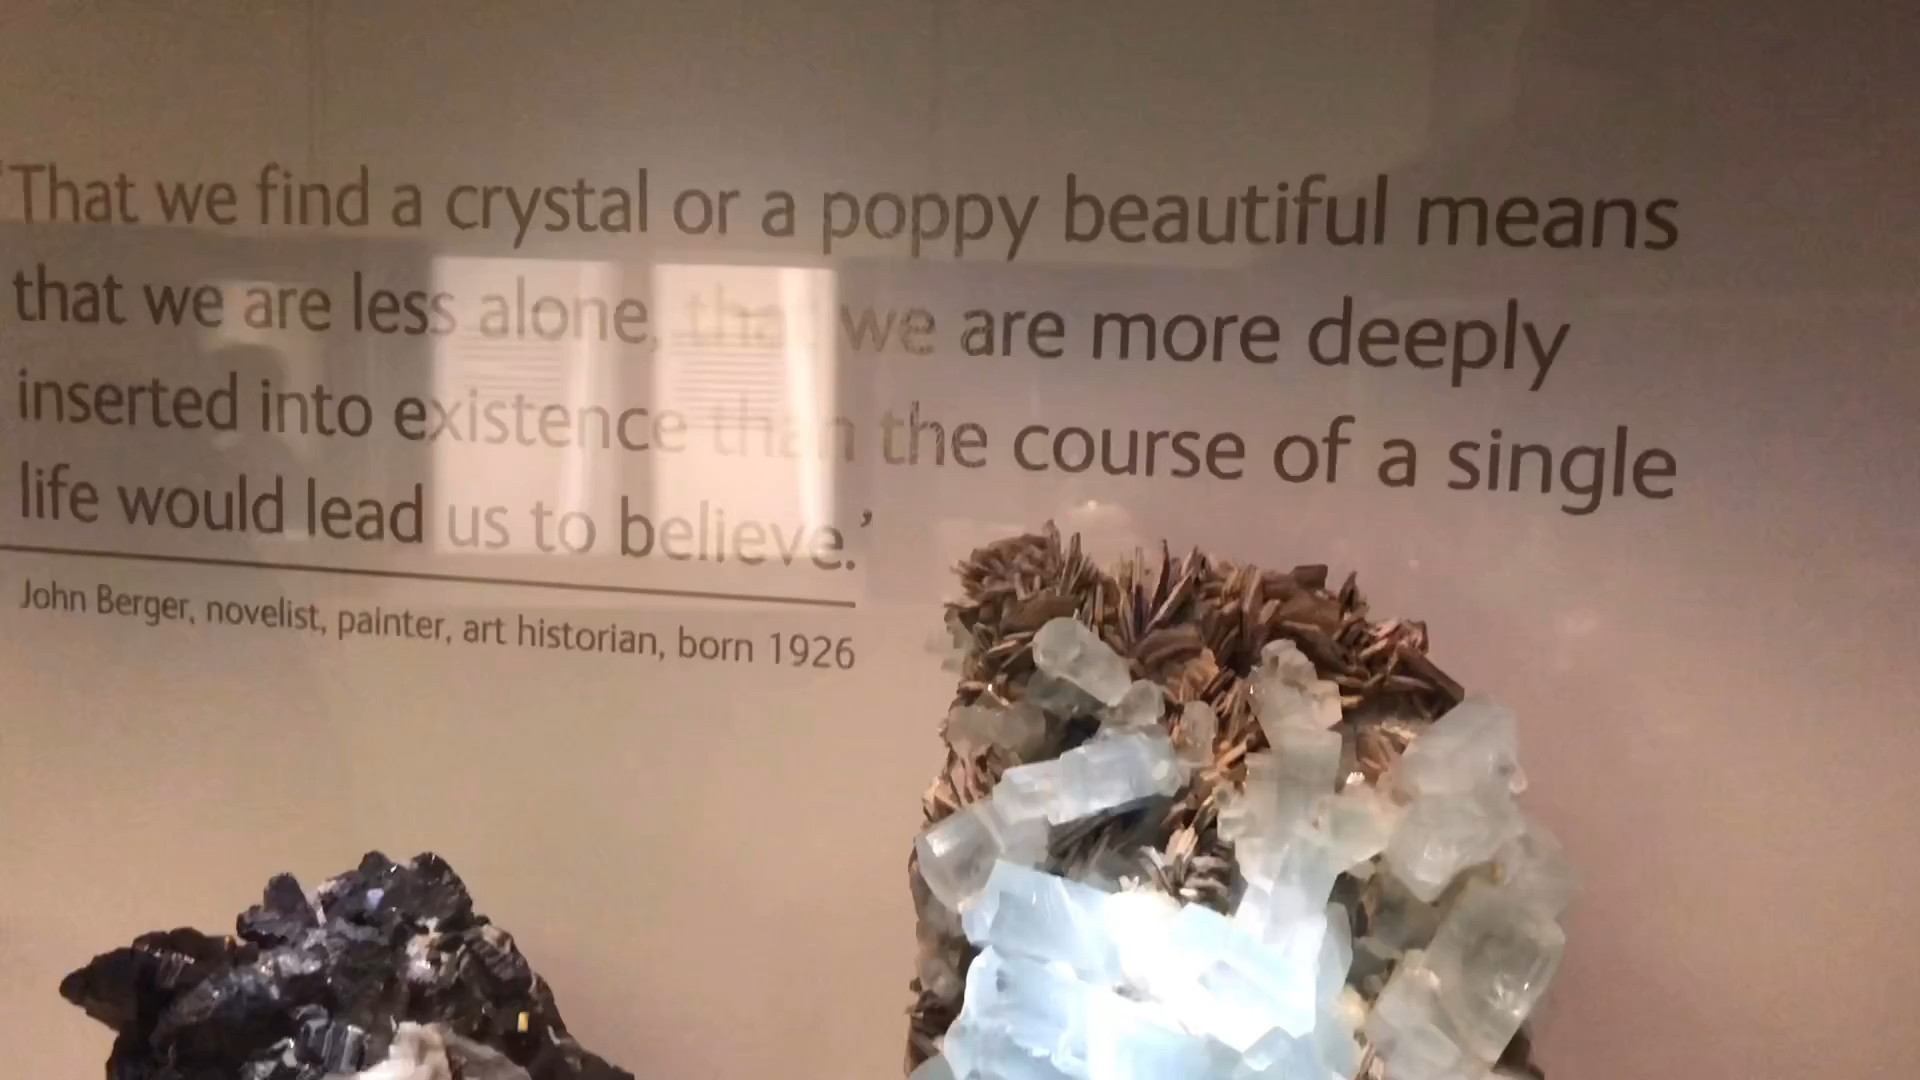 'That we find a crystal or a poppy beautiful means
that we are less alone, that we are more deeply
inserted into existence than the course of a single
life would lead us to believe.’
John Berger, novelist, painter, art historian, born 1926